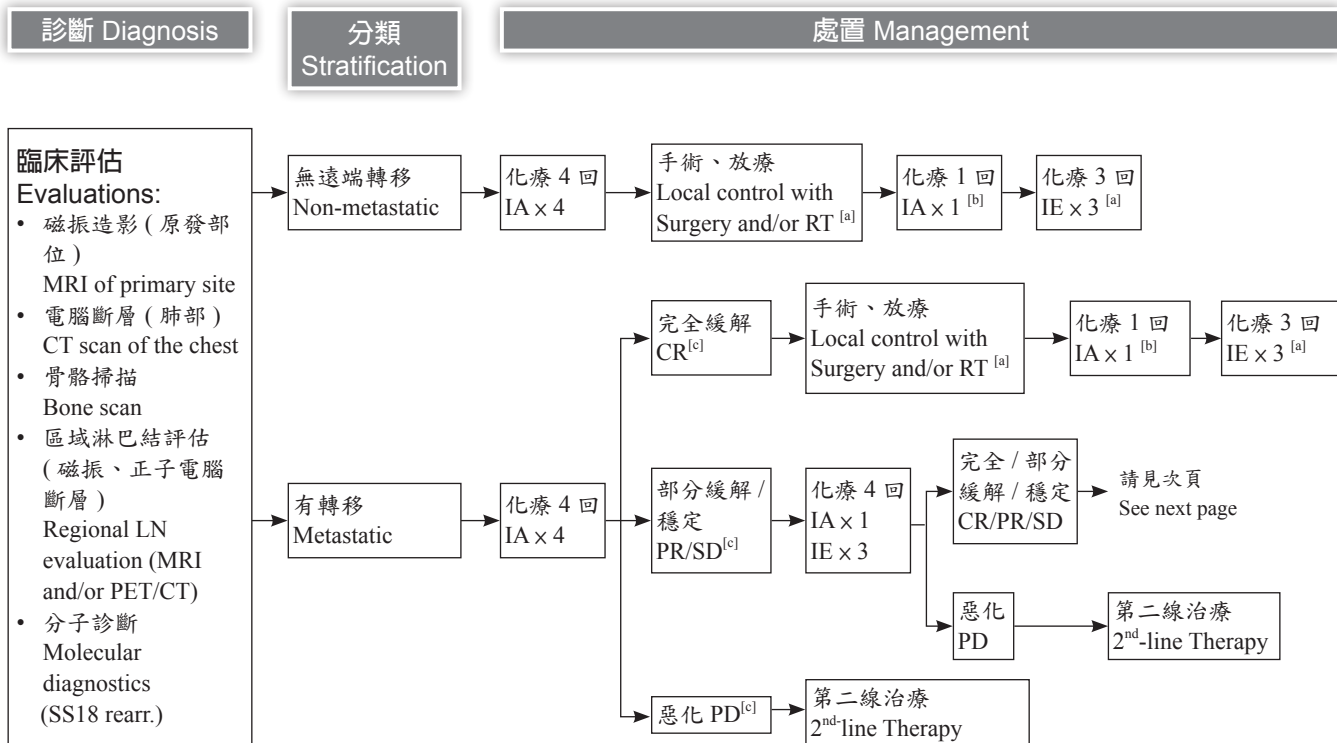 診斷 Diagnosis
分類
Stratification
處置 Management
臨床評估
Evaluations:
• 磁振造影 ( 原發部
位 )
MRI of primary site
• 電腦斷層 ( 肺部 )
CT scan of the chest
• 骨骼掃描
Bone scan
• 區域淋巴結評估
( 磁振、正子電腦
斷層 )
Regional LN
evaluation (MRI
and/or PET/CT)
• 分子診斷
Molecular
diagnostics
(SS18 rearr.)
無遠端轉移
Non-metastatic
化療 4 回
IA × 4
手術、放療
Local control with
Surgery and/or RT [a]
化療 1 回
IA × 1 [b]
化療 3 回
IE × 3 [a]
有轉移
Metastatic
化療 4 回
IA × 4
完全緩解
CR[c]
手術、放療
Local control with
Surgery and/or RT [a]
化療 1 回
IA × 1 [b]
化療 3 回
IE × 3 [a]
部分緩解 /
穩定
PR/SD[c]
化療 4 回
IA × 1
IE × 3
完全 / 部分
緩解 / 穩定
CR/PR/SD
請見次頁
See next page
惡化
PD
第二線治療
2nd-line Therapy
惡化 PD[c]
第二線治療
2nd-line Therapy